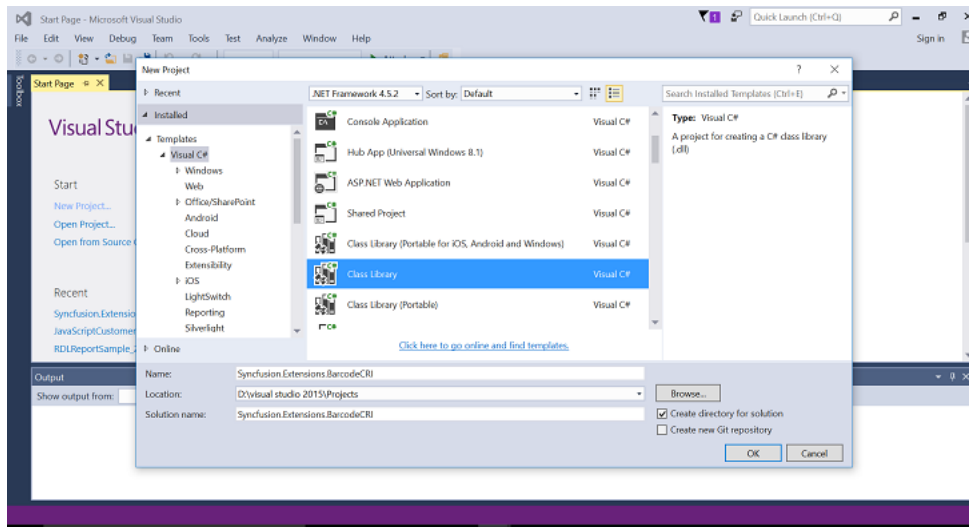 Start Page - Microsoft Visual Studio
1
Quick Launch (Ctrl+Q)
File Edit View Debug Team Tools Test Analyze Window Help
Sign in
Toolbox
Start Page
Visual Stu
Start
New Project...
Open Project...
Open from Source
Recent
Syncfusion.Extensio
JavaScriptCustomer
RDLReportSample_2
New Project
? ×
Recent
.NET Framework 4.5.2 Sort by: Default
Search Installed Templates (Ctrl+E)
Installed
Templates
Visual C#
Windows
Web
Office/SharePoint
Android
Cloud
Cross-Platform
Extensibility
iOS
LightSwitch
Reporting
Silverlight
Online
Console Application Visual C#
Hub App (Universal Windows 8.1) Visual C#
ASP.NET Web Application Visual C#
Shared Project Visual C#
Class Library (Portable for iOS, Android and Windows) Visual C#
Class Library Visual C#
Class Library (Portable) Visual C#
Click here to go online and find templates.
Type: Visual C#
A project for creating a C# class library
(.dll)
Name: Syncfusion.Extensions.BarcodeCRI
Location: D:\visual studio 2015\Projects
Browse...
Solution name: Syncfusion.Extensions.BarcodeCRI
Create directory for solution
Create new Git repository
OK Cancel
Output
Show output from: